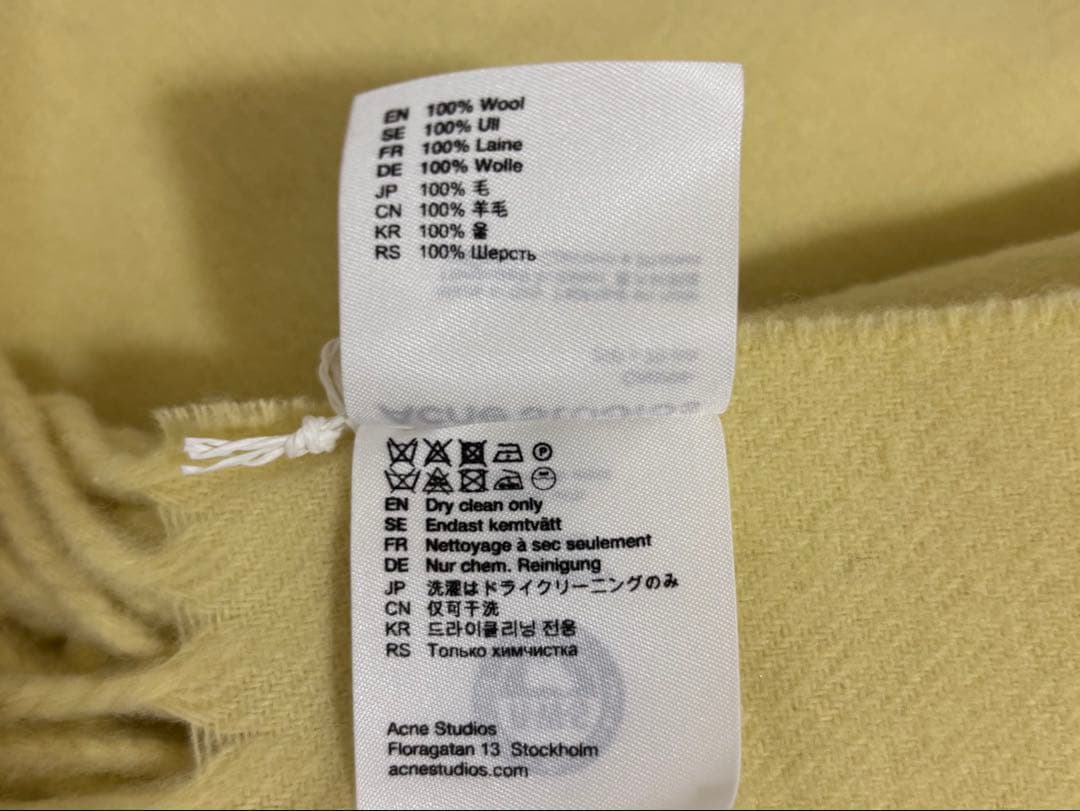 EN 100% Wool
SE 100% Ull
FR 100% Laine
DE 100% Wolle
JP 100% 毛
CN 100% 羊毛
KR 100% 울
RS 100% Шерсть
Acne Studios
P
EN Dry clean only
SE Endast kemtvätt
FR Nettoyage à sec seulement
DE Nur chem. Reinigung
JP 洗濯はドライクリーニングのみ
CN 仅可干洗
KR 드라이클리닝 전용
RS Только химчистка
Acne Studios
Floragatan 13 Stockholm
acnestudios.com